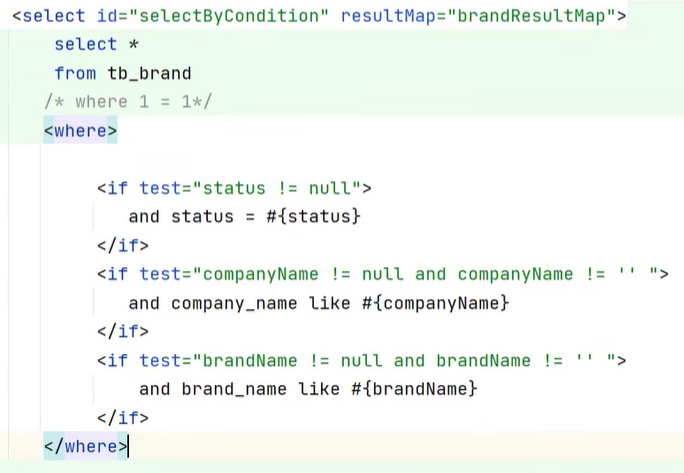 <select id="selectByCondition" resultMap="brandResultMap">
select *
from tb_brand
/* where 1 = 1*/
<where>
<if test="status != null">
and status = #{status}
</if>
<if test="companyName != null and companyName != '' ">
and company_name like #{companyName}
</if>
<if test="brandName != null and brandName != '' ">
and brand_name like #{brandName}
</if>
</where>